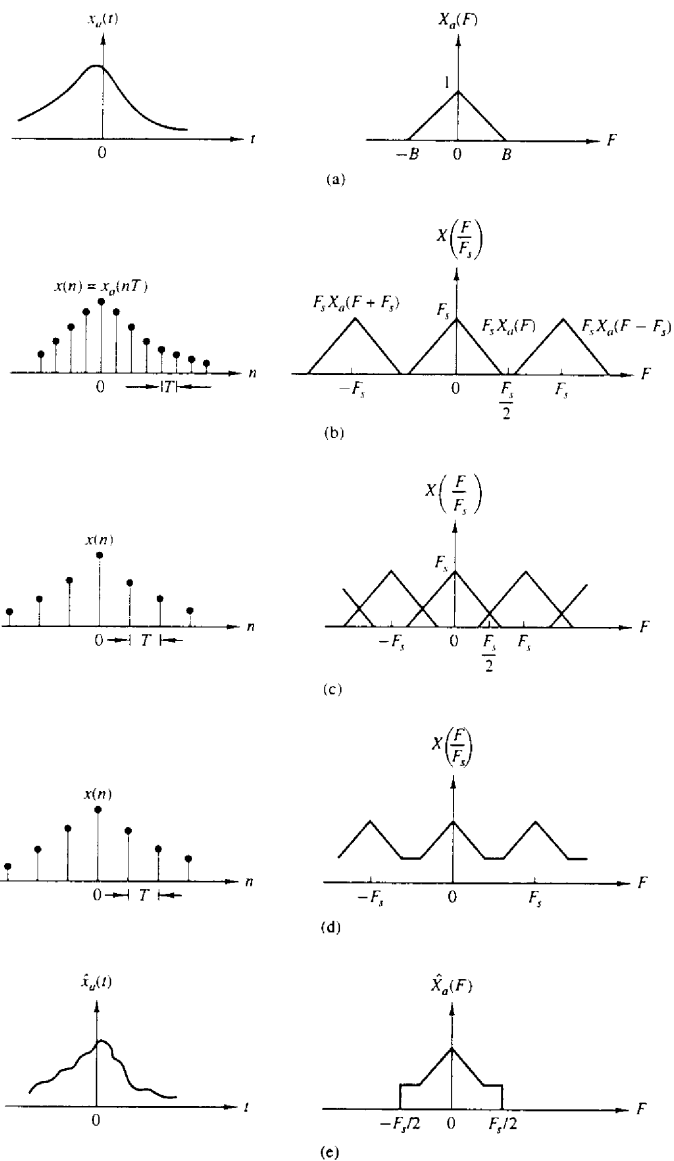 x_a(t)
X_a(F)
1
0
t
−B
0
B
F
(a)
X(F/F_s)
x(n) = x_a(nT)
F_s X_a(F + F_s)
F_s
F_s X_a(F)
F_s X_a(F − F_s)
0
T
n
−F_s
0
F_s/2
F_s
F
(b)
X(F/F_s)
x(n)
F_s
0
T
n
−F_s
0
F_s/2
F_s
F
(c)
X(F/F_s)
x(n)
0
T
n
−F_s
0
F_s
F
(d)
x̂_a(t)
X̂_a(F)
0
t
−F_s/2
0
F_s/2
F
(e)